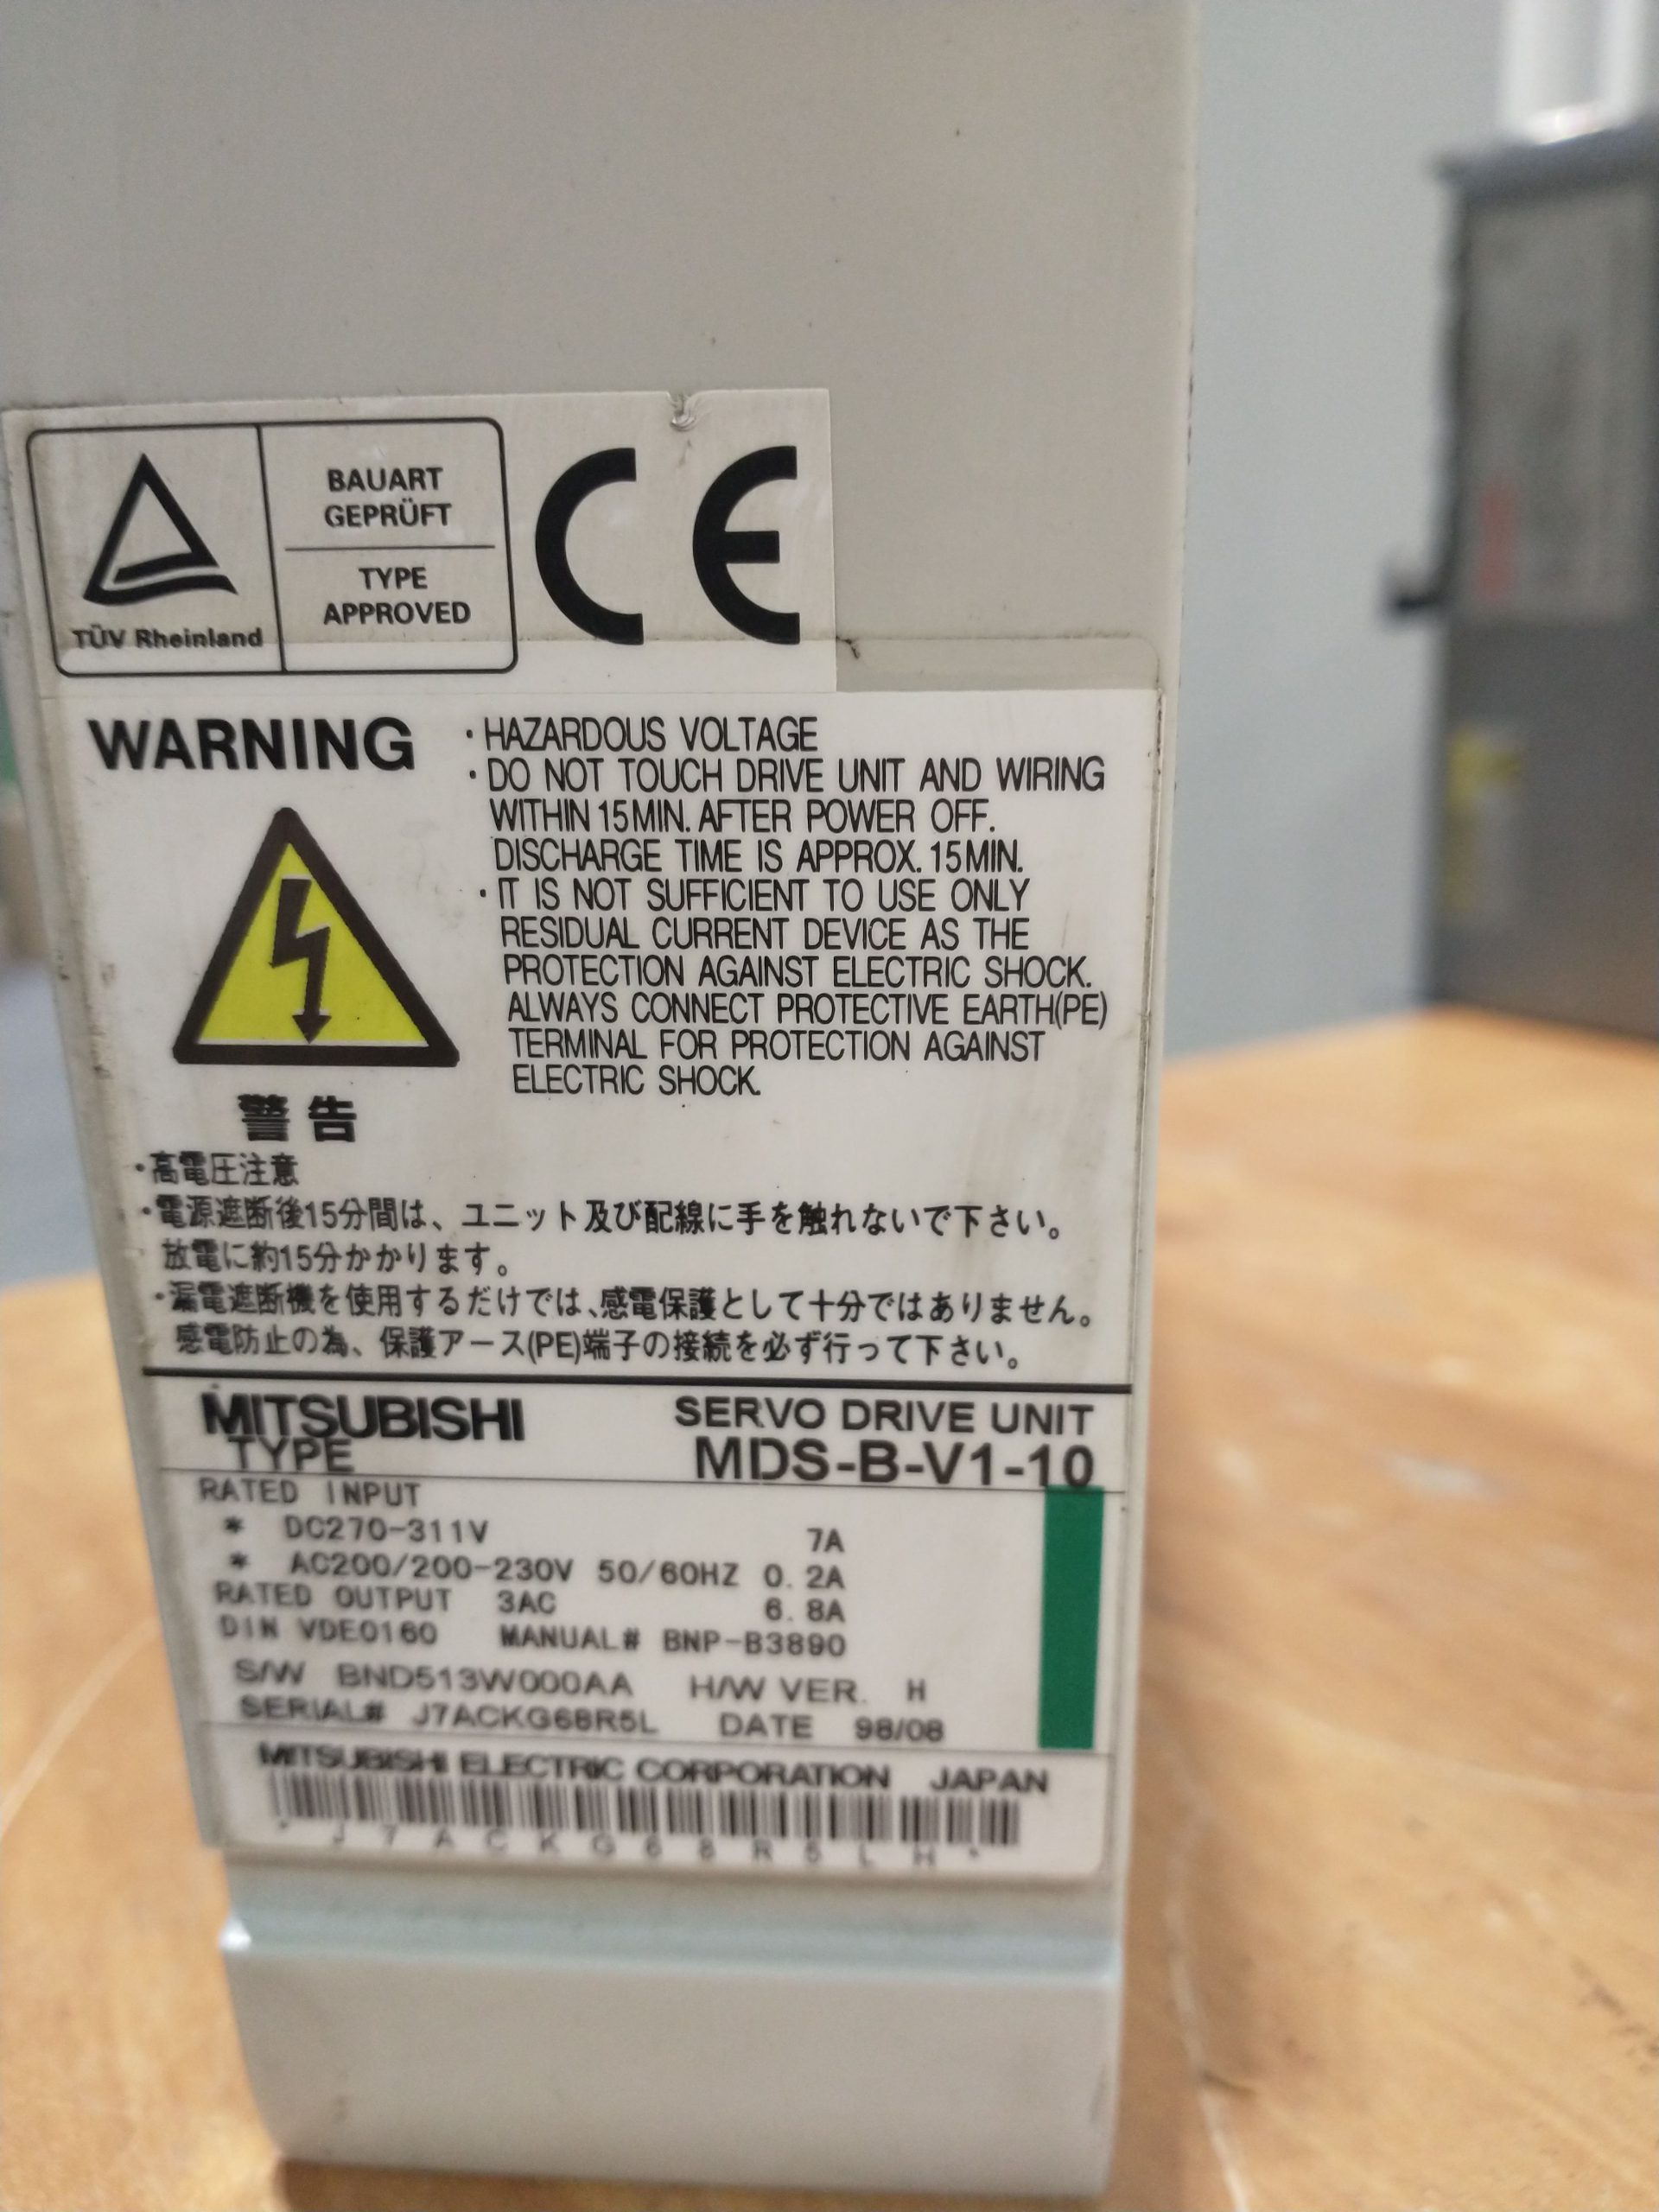 BAUART
GEPRÜFT
TYPE
APPROVED
TÜV Rheinland
CE
WARNING
・HAZARDOUS VOLTAGE
・DO NOT TOUCH DRIVE UNIT AND WIRING
WITHIN 15MIN. AFTER POWER OFF.
DISCHARGE TIME IS APPROX. 15MIN.
・IT IS NOT SUFFICIENT TO USE ONLY
RESIDUAL CURRENT DEVICE AS THE
PROTECTION AGAINST ELECTRIC SHOCK.
ALWAYS CONNECT PROTECTIVE EARTH(PE)
TERMINAL FOR PROTECTION AGAINST
ELECTRIC SHOCK.
警告
・高電圧注意
・電源遮断後15分間は、ユニット及び配線に手を触れないで下さい。
放電に約15分かかります。
・漏電遮断機を使用するだけでは、感電保護として十分ではありません。
感電防止の為、保護アース(PE)端子の接続を必ず行って下さい。
MITSUBISHI SERVO DRIVE UNIT
TYPE MDS-B-V1-10
RATED INPUT
* DC270-311V 7A
* AC200/200-230V 50/60HZ 0.2A
RATED OUTPUT 3AC 6.8A
DIN VDE0160 MANUAL# BNP-B3890
S/W BND513W000AA H/W VER. H
SERIAL# J7ACKG68R5L DATE 98/08
MITSUBISHI ELECTRIC CORPORATION JAPAN
* J7ACKG68R5LH *